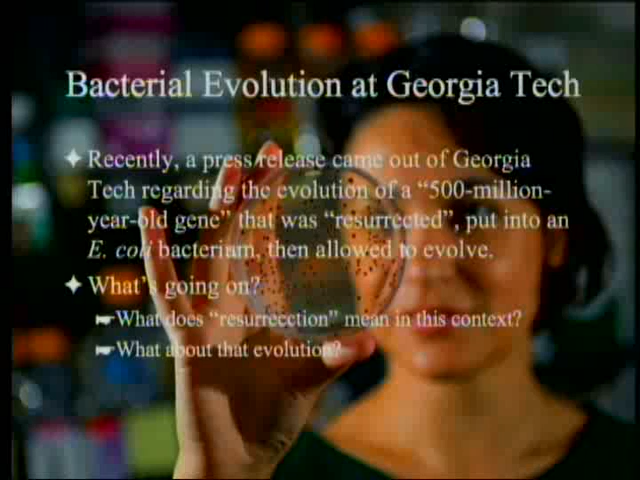 Bacterial Evolution at Georgia Tech
Recently, a press release came out of Georgia
Tech regarding the evolution of a “500-million-
year-old gene” that was “resurrected”, put into an
E. coli bacterium, then allowed to evolve.
What’s going on?
What does “resurrecction” mean in this context?
What about that evolution?